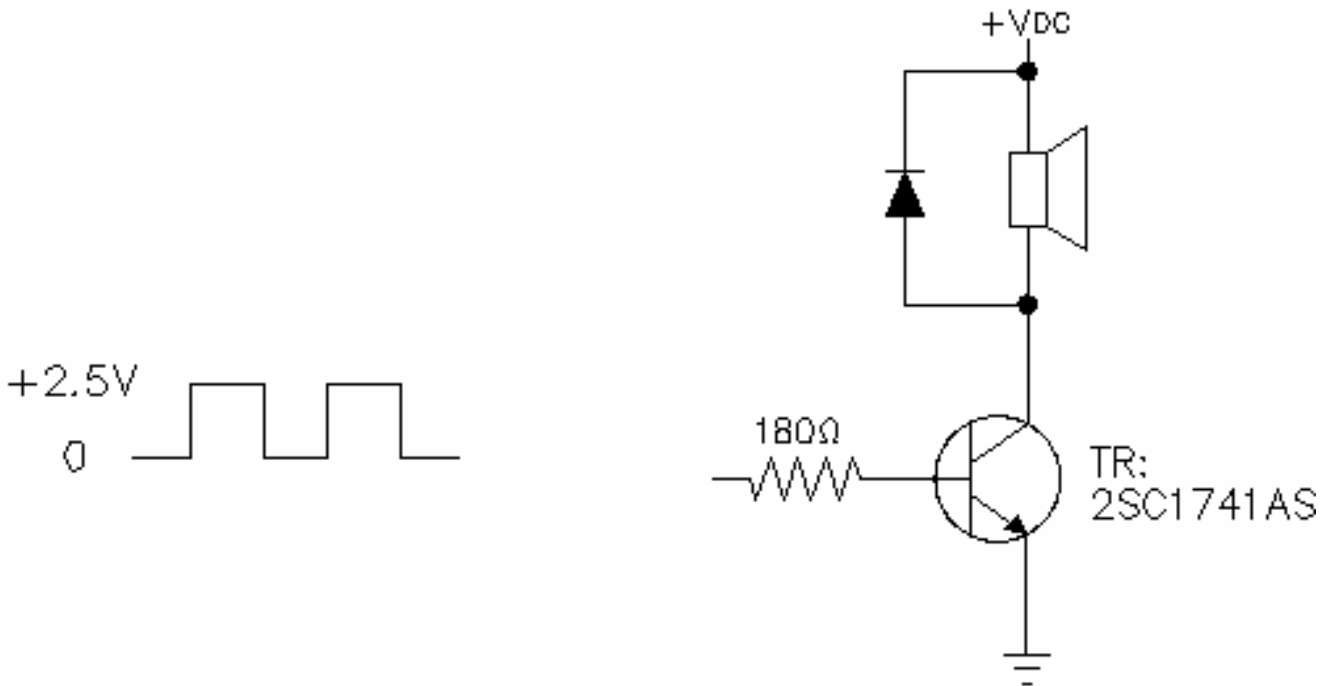 +VDC
+2.5V
0
180Ω
TR:
2SC1741AS